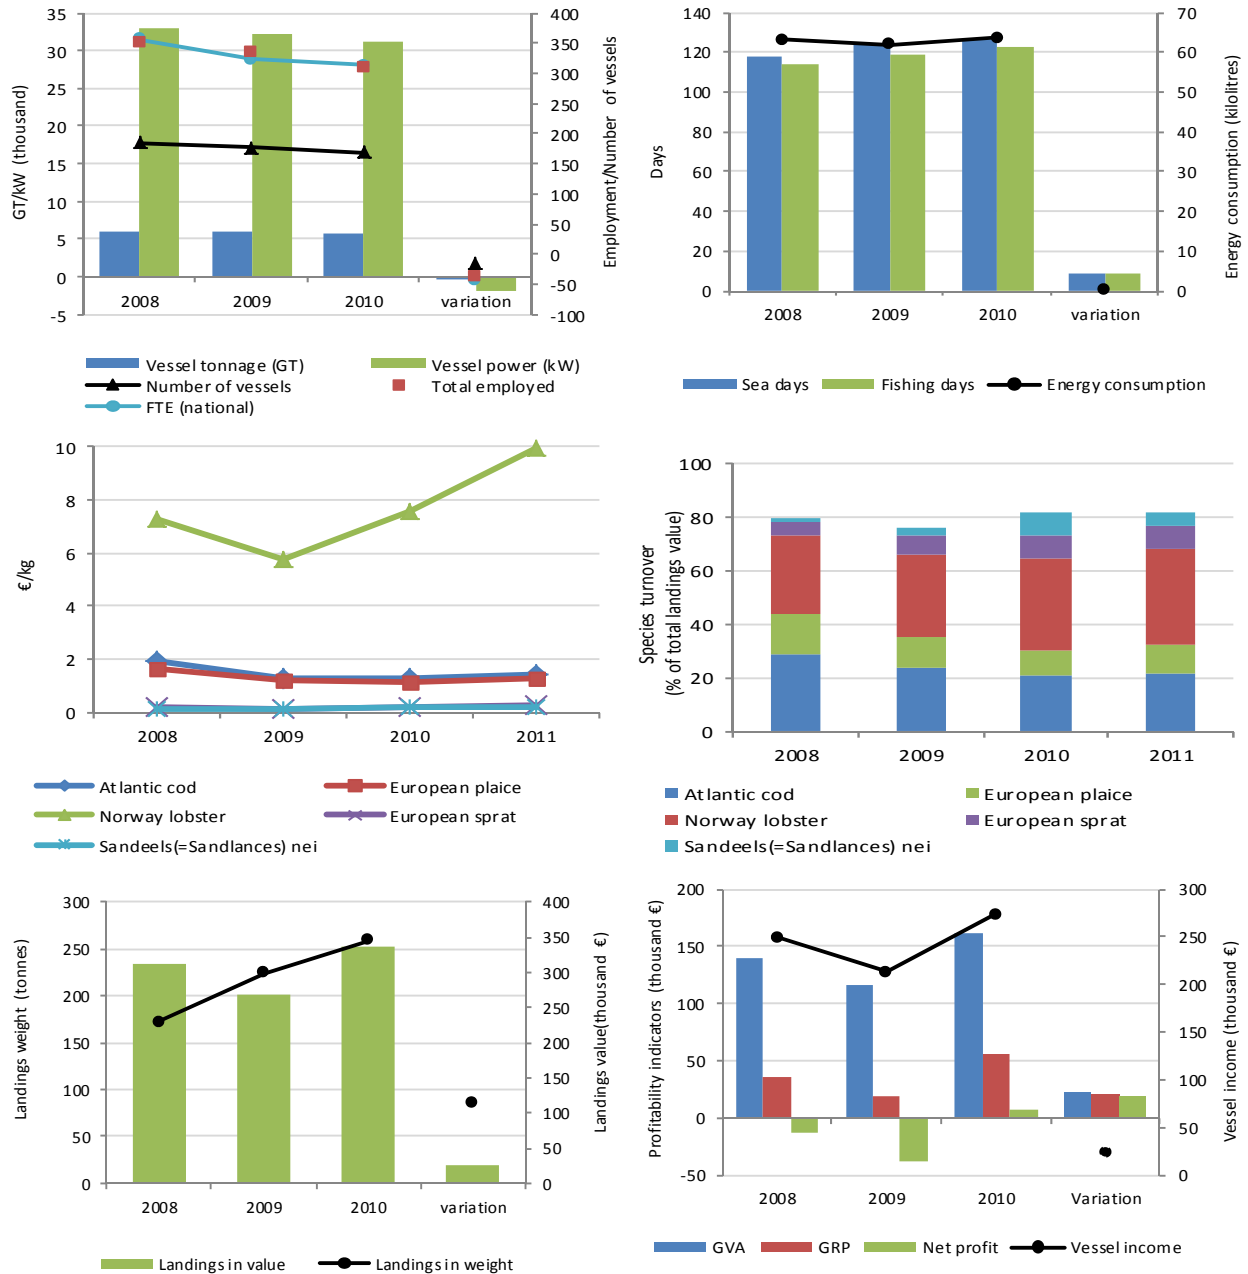 35
30
25
20
15
10
5
0
-5
GT/kW (thousand)
400
350
300
250
200
150
100
50
0
-50
-100
Employment/Number of vessels
2008 2009 2010 variation
Vessel tonnage (GT) Vessel power (kW)
Number of vessels Total employed
FTE (national)
140
120
100
80
60
40
20
0
Days
70
60
50
40
30
20
10
0
Energy consumption (kilolitres)
2008 2009 2010 variation
Sea days Fishing days Energy consumption
10
8
6
4
2
0
€/kg
2008 2009 2010 2011
Atlantic cod European plaice
Norway lobster European sprat
Sandeels(=Sandlances) nei
100
80
60
40
20
0
Species turnover
(% of total landings value)
2008 2009 2010 2011
Atlantic cod European plaice
Norway lobster European sprat
Sandeels(=Sandlances) nei
300
250
200
150
100
50
0
Landings weight (tonnes)
400
350
300
250
200
150
100
50
0
Landings value(thousand €)
2008 2009 2010 variation
Landings in value Landings in weight
200
150
100
50
0
-50
Profitability indicators (thousand €)
300
250
200
150
100
50
0
Vessel income (thousand €)
2008 2009 2010 Variation
GVA GRP Net profit Vessel income